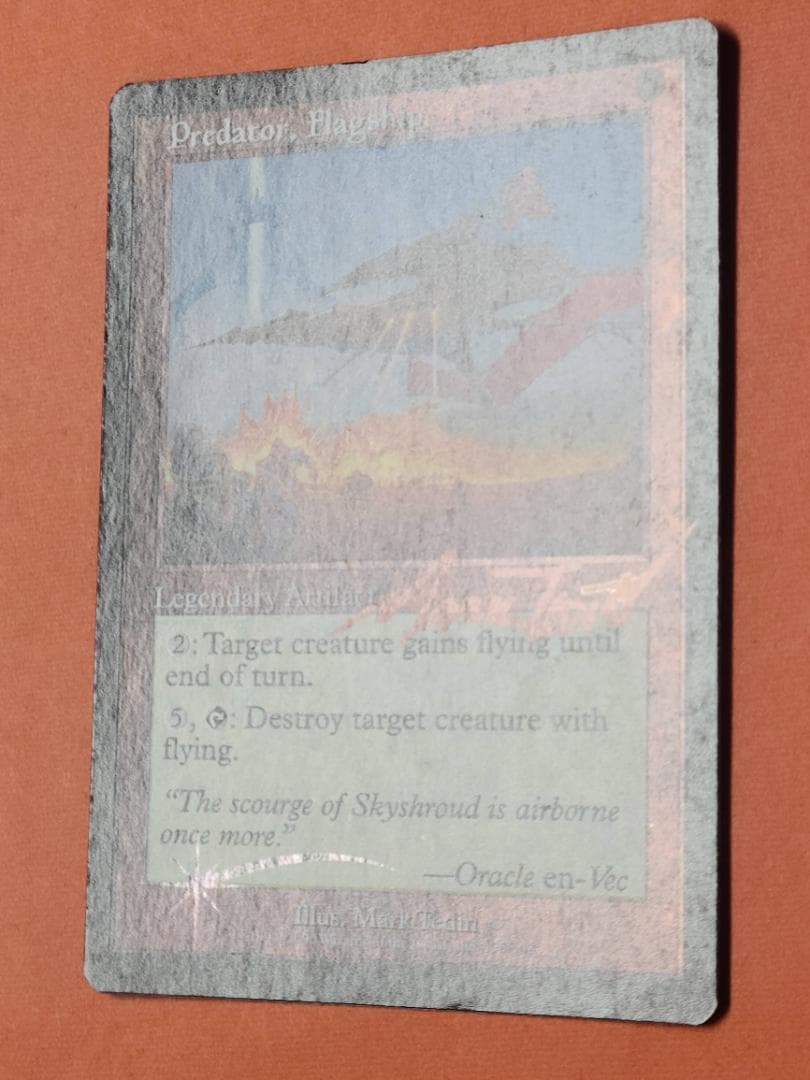 Predator, Flagship
Legendary Artifact
2: Target creature gains flying until
end of turn.
5, : Destroy target creature with
flying.
“The scourge of Skyshroud is airborne
once more.”
—Oracle en-Vec
Illus. Mark Tedin